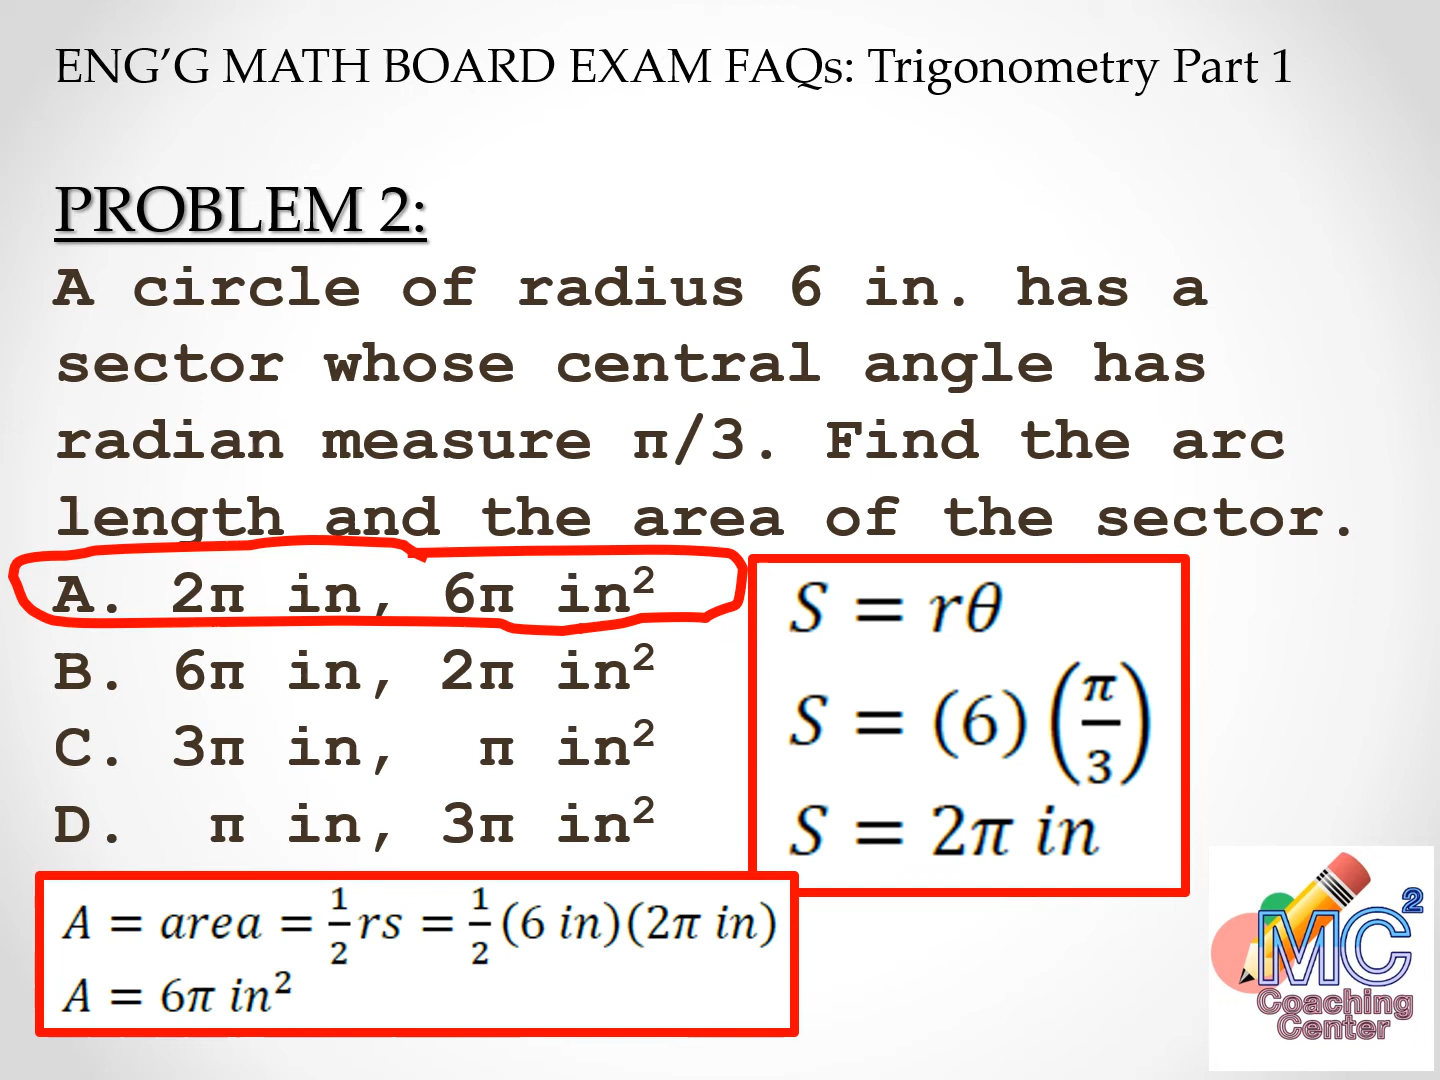 ENG’G MATH BOARD EXAM FAQs: Trigonometry Part 1
PROBLEM 2:
A circle of radius 6 in. has a
sector whose central angle has
radian measure π/3. Find the arc
length and the area of the sector.
A. 2π in, 6π in²
B. 6π in, 2π in²
C. 3π in, π in²
D. π in, 3π in²
S = rθ
S = (6)(π/3)
S = 2π in
A = area = 1/2 rs = 1/2 (6 in)(2π in)
A = 6π in²
MC²
Coaching
Center